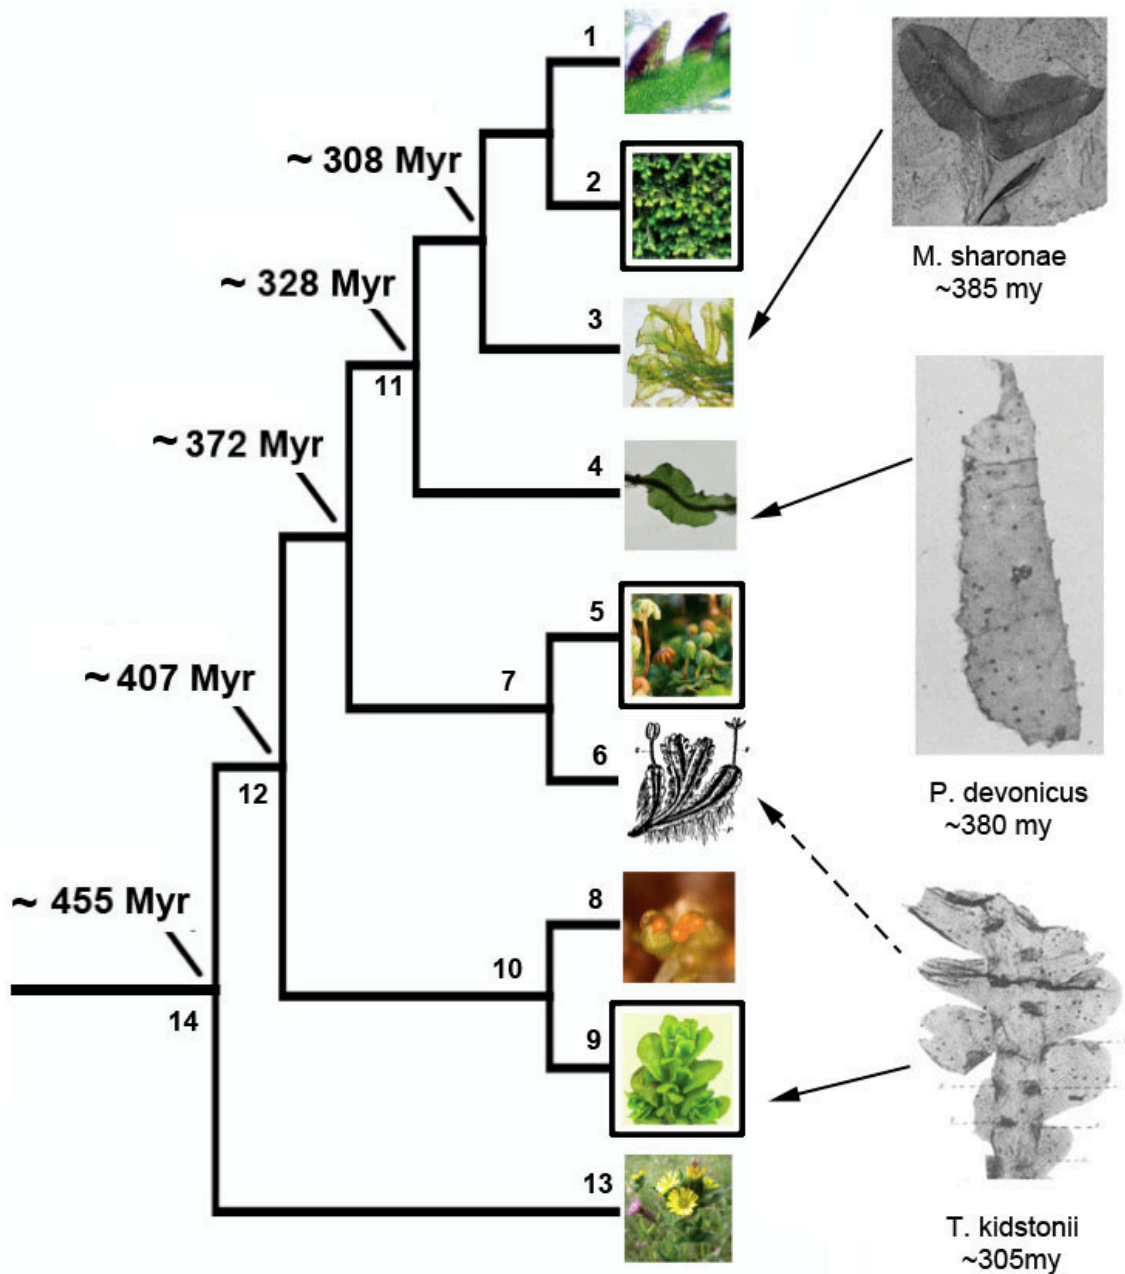 1
~ 308 Myr
2
M. sharonae
~385 my
~ 328 Myr
3
11
~ 372 Myr
4
5
~ 407 Myr
7
6
12
P. devonicus
~380 my
~ 455 Myr
8
10
14
9
13
T. kidstonii
~305my